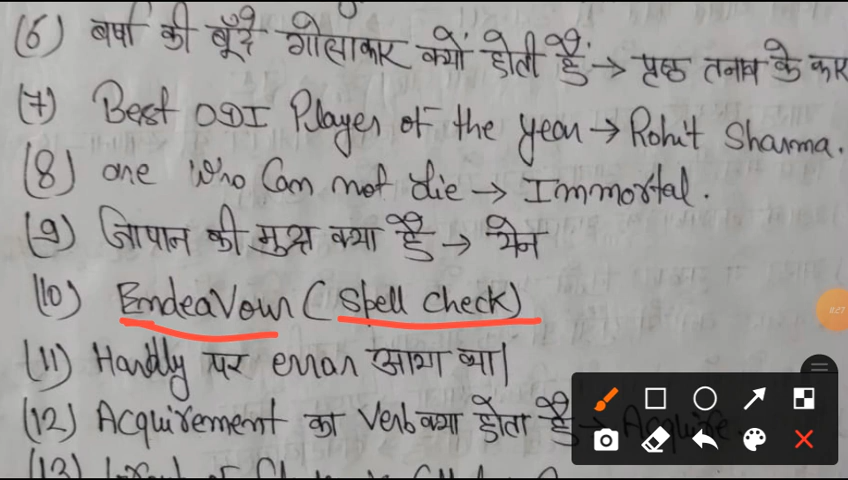 (6) वर्षा की बूँदे गोलाकार क्यों होती हैं → पृष्ठ तनाव के कार
(7) Best ODI Player of the year → Rohit Sharma.
(8) one who Can not die → Immortal.
(9) जापान की मुद्रा क्या है → येन
(10) EndeaVour (Spell check)
(11) Hardly पर error आया था।
(12) Acquirement का Verb क्या होता है → Acquire.
(13)